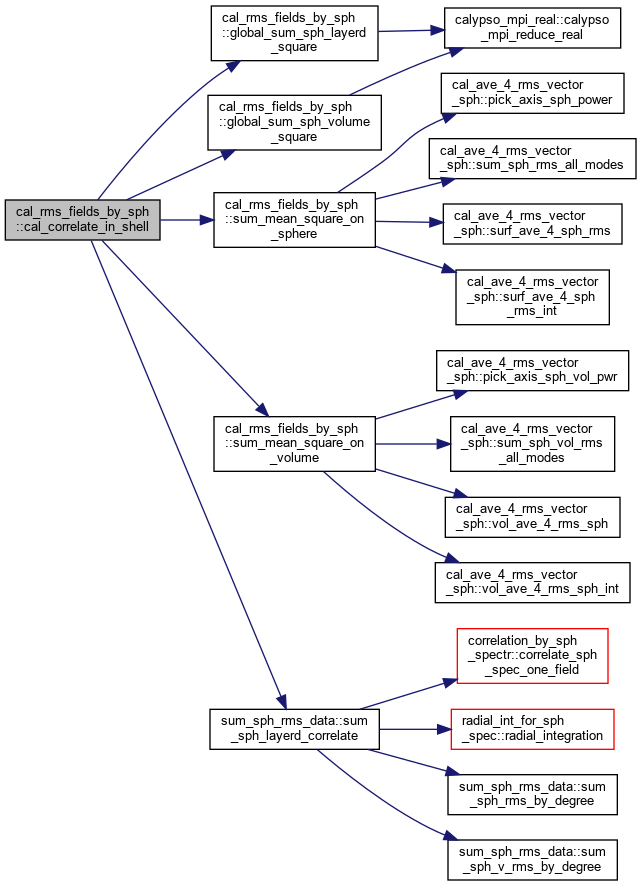 cal_rms_fields_by_sph
::cal_correlate_in_shell
cal_rms_fields_by_sph
::global_sum_sph_layerd
_square
calypso_mpi_real::calypso
_mpi_reduce_real
cal_rms_fields_by_sph
::global_sum_sph_volume
_square
cal_rms_fields_by_sph
::sum_mean_square_on
_sphere
cal_ave_4_rms_vector
_sph::pick_axis_sph_power
cal_ave_4_rms_vector
_sph::sum_sph_rms_all_modes
cal_ave_4_rms_vector
_sph::surf_ave_4_sph_rms
cal_ave_4_rms_vector
_sph::surf_ave_4_sph
_rms_int
cal_rms_fields_by_sph
::sum_mean_square_on
_volume
cal_ave_4_rms_vector
_sph::pick_axis_sph_vol_pwr
cal_ave_4_rms_vector
_sph::sum_sph_vol_rms
_all_modes
cal_ave_4_rms_vector
_sph::vol_ave_4_rms_sph
cal_ave_4_rms_vector
_sph::vol_ave_4_rms_sph_int
sum_sph_rms_data::sum
_sph_layerd_correlate
correlation_by_sph
_spectr::correlate_sph
_spec_one_field
radial_int_for_sph
_spec::radial_integration
sum_sph_rms_data::sum
_sph_rms_by_degree
sum_sph_rms_data::sum
_sph_v_rms_by_degree